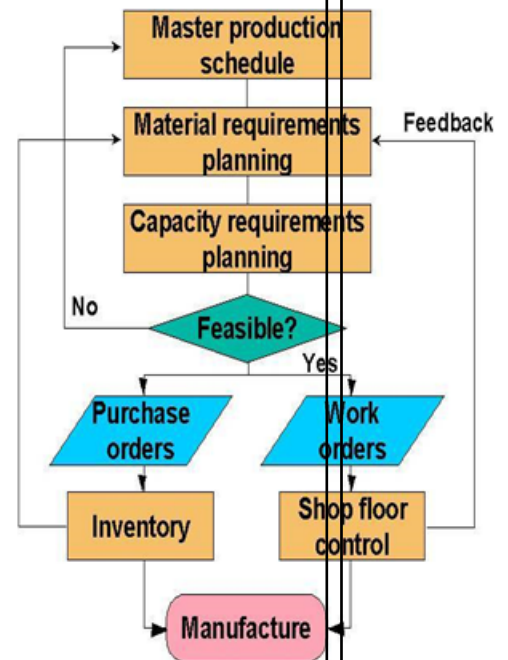 Master production
schedule
Material requirements
planning
Feedback
Capacity requirements
planning
No
Feasible?
Yes
Purchase
orders
Work
orders
Inventory
Shop floor
control
Manufacture